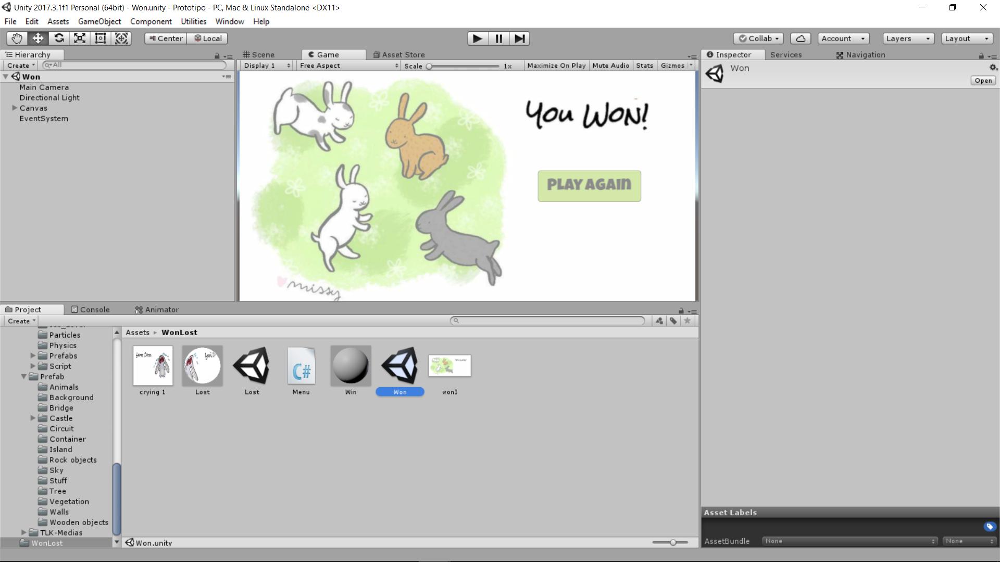 Unity 2017.3.1f1 Personal (64bit) - Won.unity - Prototipo - PC, Mac & Linux Standalone <DX11>
File Edit Assets GameObject Component Utilities Window Help
Center Local Collab Account Layers Layout
Hierarchy
Create All
Won
Main Camera
Directional Light
Canvas
EventSystem
Scene Game Asset Store
Display 1 Free Aspect Scale 1x Maximize On Play Mute Audio Stats Gizmos
You Won!
PLAY AGAIN
missy
Inspector Services Navigation
Won
Open
Project Console Animator
Create
Particles
Physics
Prefabs
Script
Prefab
Animals
Background
Bridge
Castle
Circuit
Container
Island
Rock objects
Sky
Stuff
Tree
Vegetation
Walls
Wooden objects
TLK-Medias
WonLost
Assets WonLost
Game Over
C#
crying 1 Lost Lost Menu Win Won wonI
Won.unity
Asset Labels
AssetBundle None None